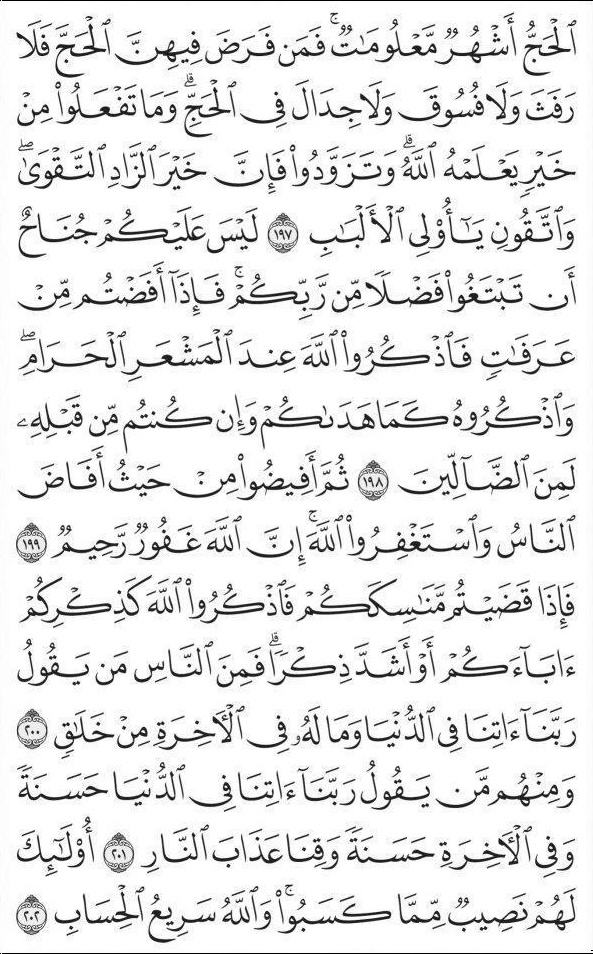 ٱلۡحَجُّ أَشۡهُرٞ مَّعۡلُومَٰتٞۚ فَمَن فَرَضَ فِيهِنَّ ٱلۡحَجَّ فَلَا
رَفَثَ وَلَا فُسُوقَ وَلَا جِدَالَ فِي ٱلۡحَجِّۗ وَمَا تَفۡعَلُواْ مِنۡ
خَيۡرٖ يَعۡلَمۡهُ ٱللَّهُۗ وَتَزَوَّدُواْ فَإِنَّ خَيۡرَ ٱلزَّادِ ٱلتَّقۡوَىٰۖ
وَٱتَّقُونِ يَٰٓأُوْلِي ٱلۡأَلۡبَٰبِ ١٩٧ لَيۡسَ عَلَيۡكُمۡ جُنَاحٌ
أَن تَبۡتَغُواْ فَضۡلٗا مِّن رَّبِّكُمۡۚ فَإِذَآ أَفَضۡتُم مِّنۡ
عَرَفَٰتٖ فَٱذۡكُرُواْ ٱللَّهَ عِندَ ٱلۡمَشۡعَرِ ٱلۡحَرَامِۖ
وَٱذۡكُرُوهُ كَمَا هَدَىٰكُمۡ وَإِن كُنتُم مِّن قَبۡلِهِۦ
لَمِنَ ٱلضَّآلِّينَ ١٩٨ ثُمَّ أَفِيضُواْ مِنۡ حَيۡثُ أَفَاضَ
ٱلنَّاسُ وَٱسۡتَغۡفِرُواْ ٱللَّهَۚ إِنَّ ٱللَّهَ غَفُورٞ رَّحِيمٞ ١٩٩
فَإِذَا قَضَيۡتُم مَّنَٰسِكَكُمۡ فَٱذۡكُرُواْ ٱللَّهَ كَذِكۡرِكُمۡ
ءَابَآءَكُمۡ أَوۡ أَشَدَّ ذِكۡرٗاۗ فَمِنَ ٱلنَّاسِ مَن يَقُولُ
رَبَّنَآ ءَاتِنَا فِي ٱلدُّنۡيَا وَمَا لَهُۥ فِي ٱلۡأٓخِرَةِ مِنۡ خَلَٰقٖ ٢٠٠
وَمِنۡهُم مَّن يَقُولُ رَبَّنَآ ءَاتِنَا فِي ٱلدُّنۡيَا حَسَنَةٗ
وَفِي ٱلۡأٓخِرَةِ حَسَنَةٗ وَقِنَا عَذَابَ ٱلنَّارِ ٢٠١ أُوْلَٰٓئِكَ
لَهُمۡ نَصِيبٞ مِّمَّا كَسَبُواْۚ وَٱللَّهُ سَرِيعُ ٱلۡحِسَابِ ٢٠٢